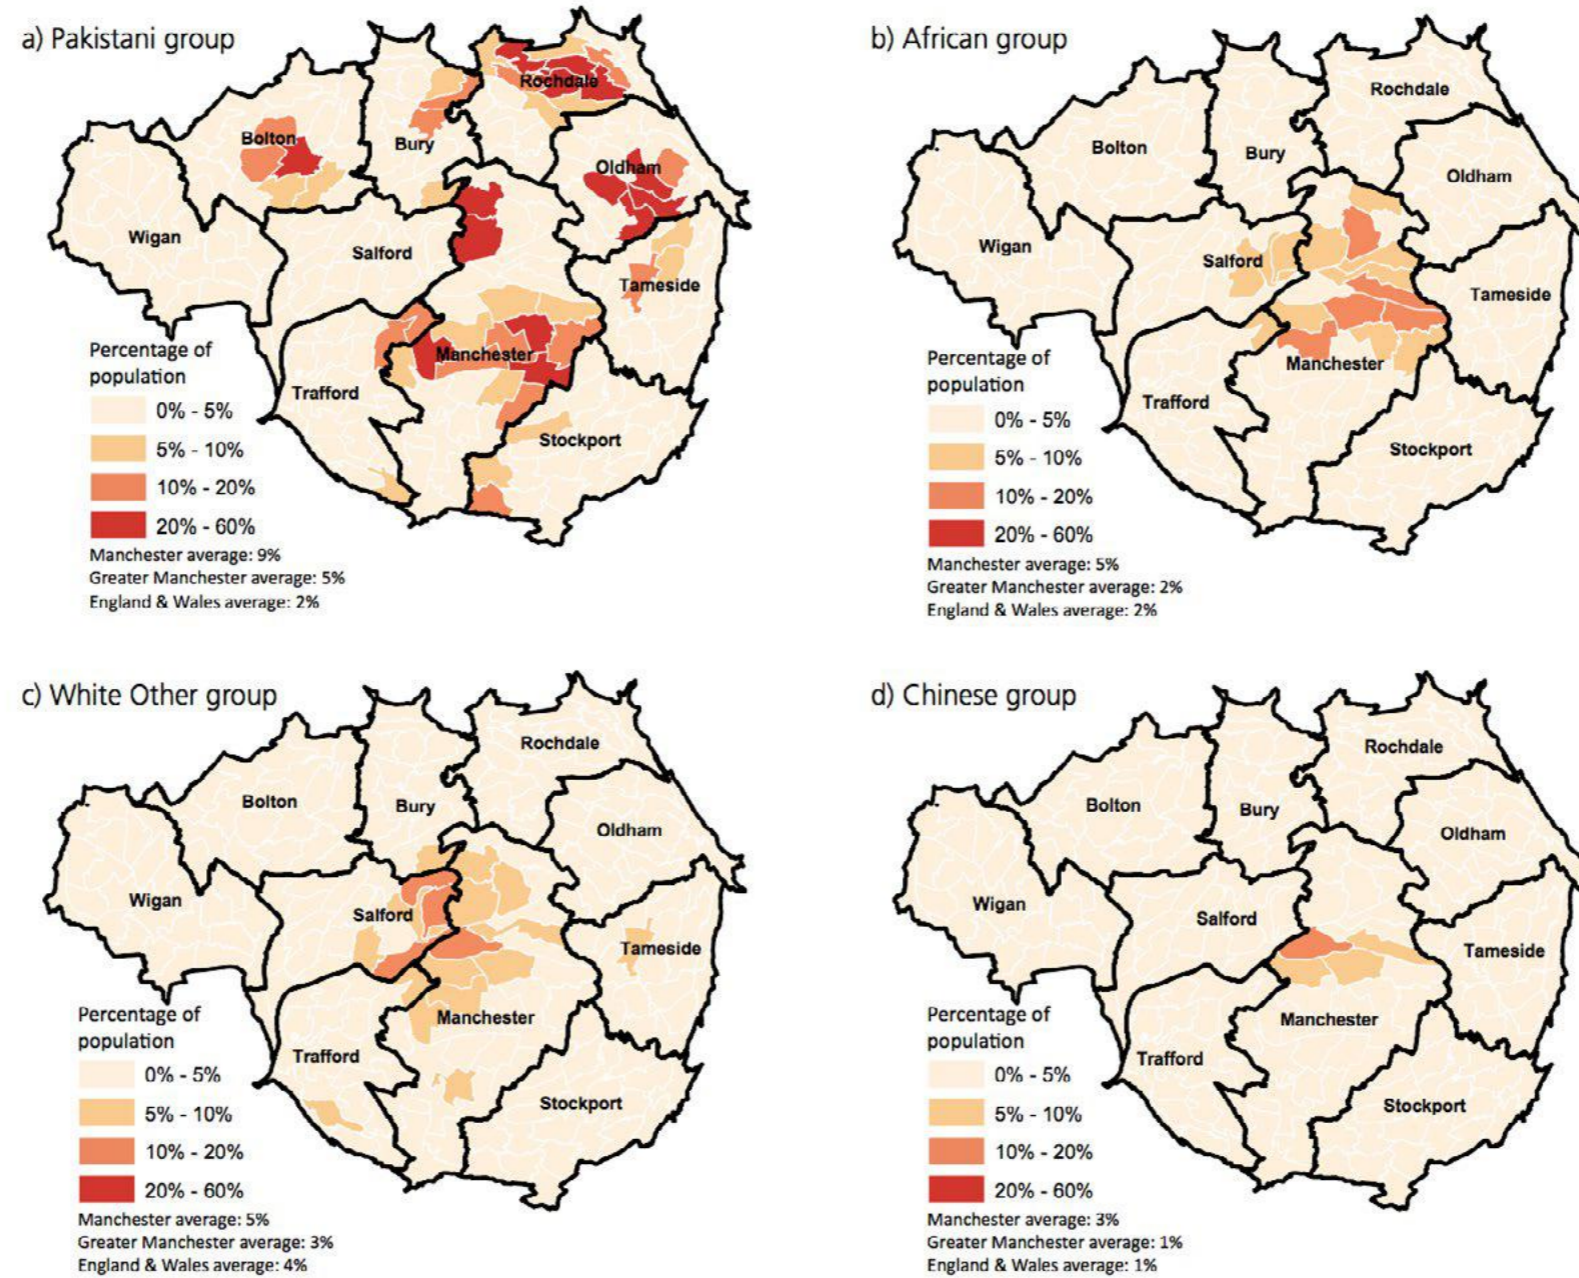 a) Pakistani group
Rochdale
Bolton
Bury
Oldham
Wigan
Salford
Tameside
Manchester
Trafford
Stockport
Percentage of
population
0% - 5%
5% - 10%
10% - 20%
20% - 60%
Manchester average: 9%
Greater Manchester average: 5%
England & Wales average: 2%
b) African group
Rochdale
Bolton
Bury
Oldham
Wigan
Salford
Tameside
Manchester
Trafford
Stockport
Percentage of
population
0% - 5%
5% - 10%
10% - 20%
20% - 60%
Manchester average: 5%
Greater Manchester average: 2%
England & Wales average: 2%
c) White Other group
Rochdale
Bolton
Bury
Oldham
Wigan
Salford
Tameside
Manchester
Trafford
Stockport
Percentage of
population
0% - 5%
5% - 10%
10% - 20%
20% - 60%
Manchester average: 5%
Greater Manchester average: 3%
England & Wales average: 4%
d) Chinese group
Rochdale
Bolton
Bury
Oldham
Wigan
Salford
Tameside
Manchester
Trafford
Stockport
Percentage of
population
0% - 5%
5% - 10%
10% - 20%
20% - 60%
Manchester average: 3%
Greater Manchester average: 1%
England & Wales average: 1%